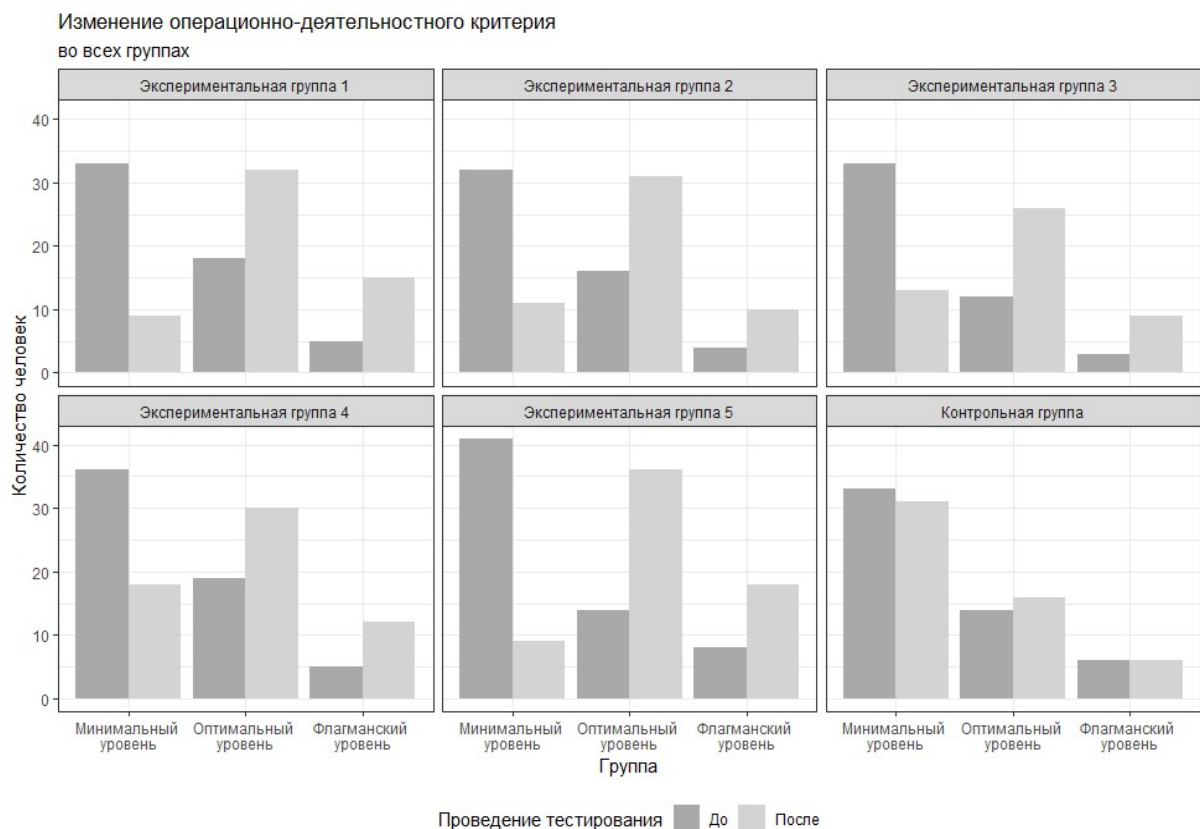 Изменение операционно-деятельностного критерия
во всех группах
Экспериментальная группа 1
Экспериментальная группа 2
Экспериментальная группа 3
40
30
20
10
0
Экспериментальная группа 4
Экспериментальная группа 5
Контрольная группа
40
30
20
10
0
Количество человек
Минимальный
уровень
Оптимальный
уровень
Флагманский
уровень
Минимальный
уровень
Оптимальный
уровень
Флагманский
уровень
Минимальный
уровень
Оптимальный
уровень
Флагманский
уровень
Группа
Проведение тестирования До После